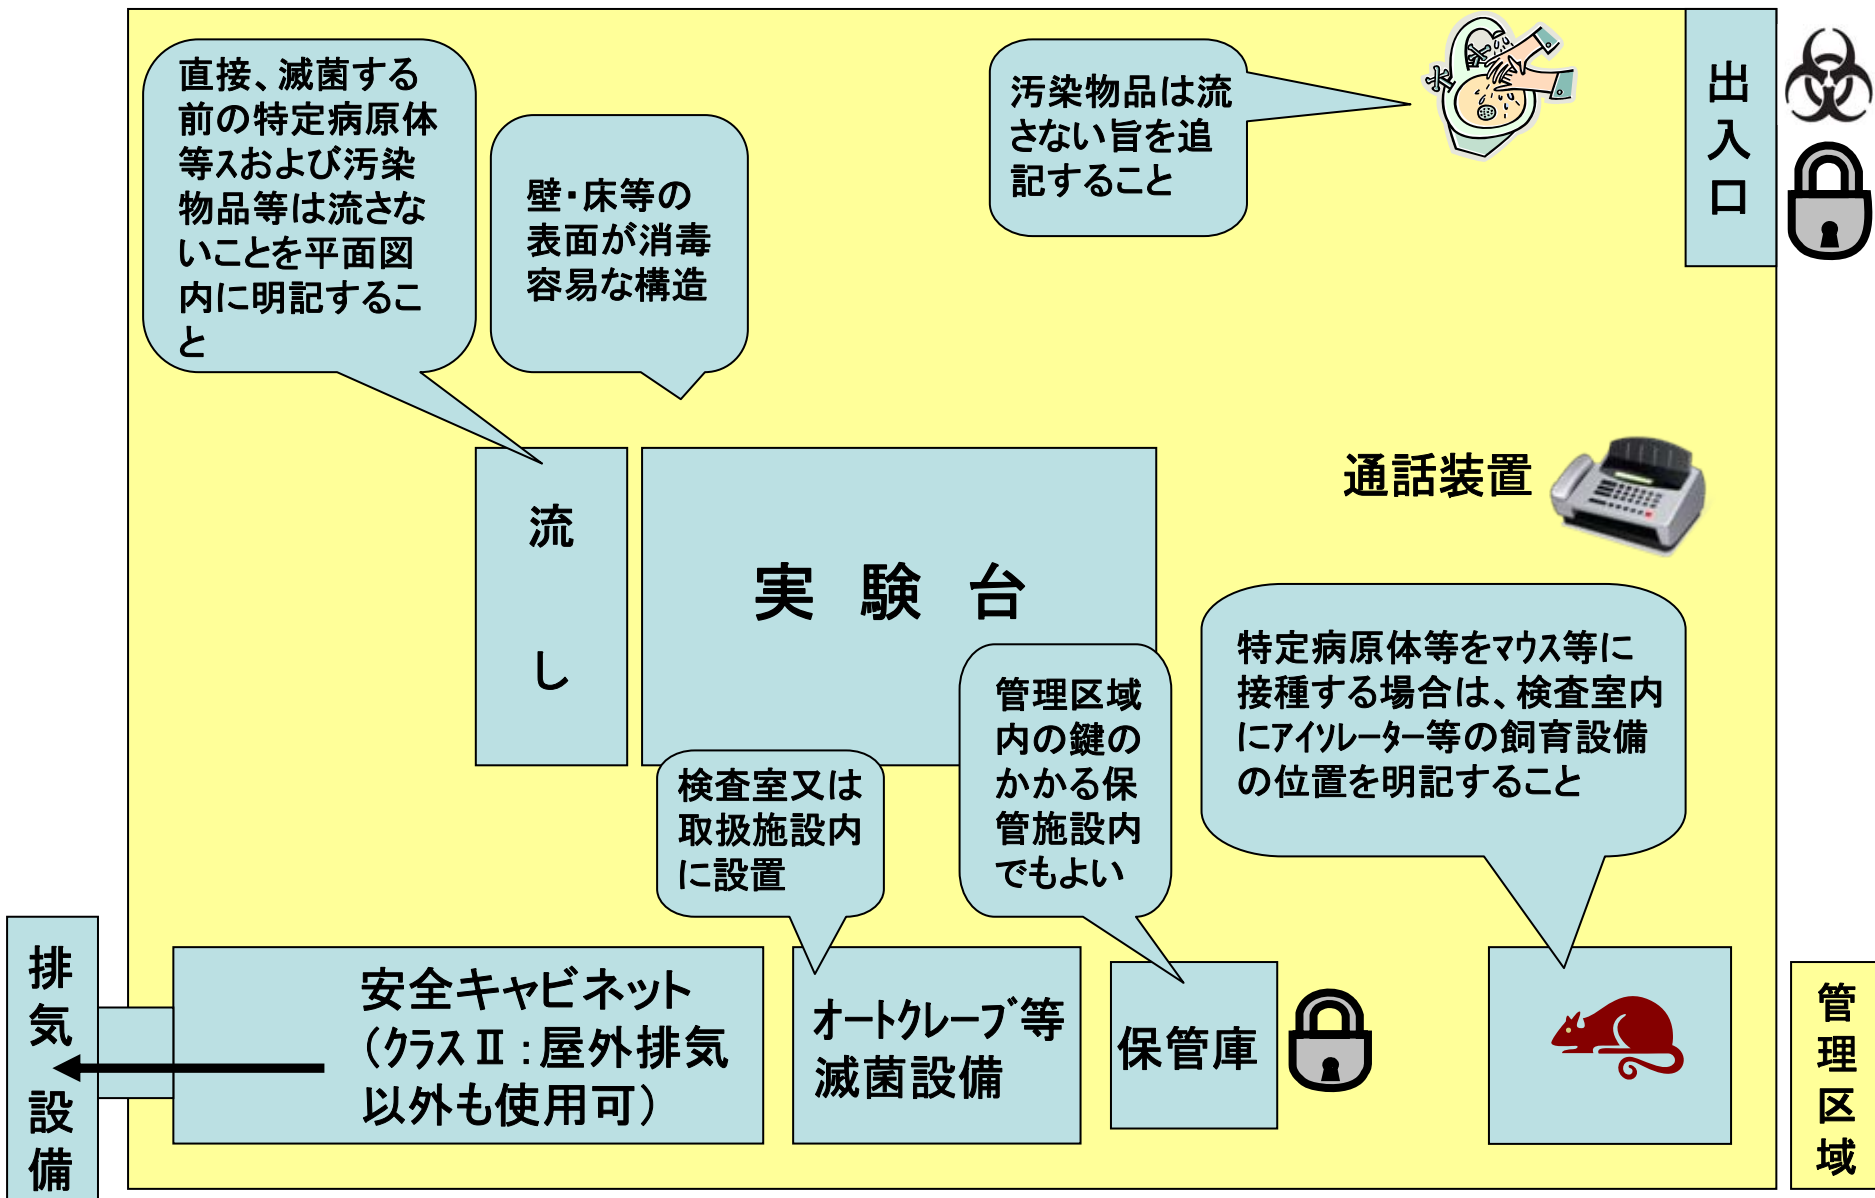 直接、滅菌する
前の特定病原体
等ｽおよび汚染
物品等は流さな
いことを平面図
内に明記するこ
と
壁・床等の
表面が消毒
容易な構造
汚染物品は流
さない旨を追
記すること
出
入
口
通話装置
流
し
実 験 台
特定病原体等をﾏｳｽ等に
接種する場合は、検査室内
にｱｲｿﾚｰﾀｰ等の飼育設備
の位置を明記すること
管理区域
内の鍵の
かかる保
管施設内
でもよい
検査室又は
取扱施設内
に設置
排
気
設
備
安全キャビネット
（ｸﾗｽⅡ：屋外排気
以外も使用可）
ｵｰﾄｸﾚｰﾌﾞ等
滅菌設備
保管庫
管
理
区
域